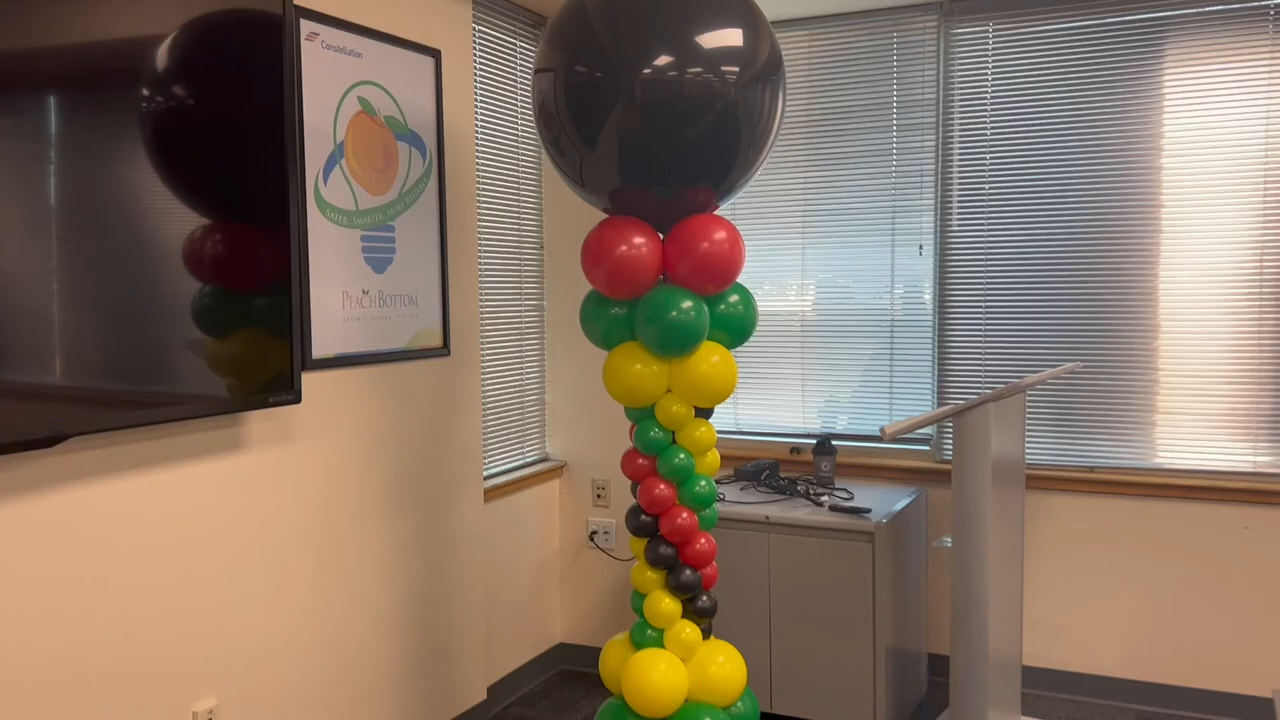 Constellation
SAFER. SMARTER. MORE RELIABLE
PEACH BOTTOM
ATOMIC POWER STATION